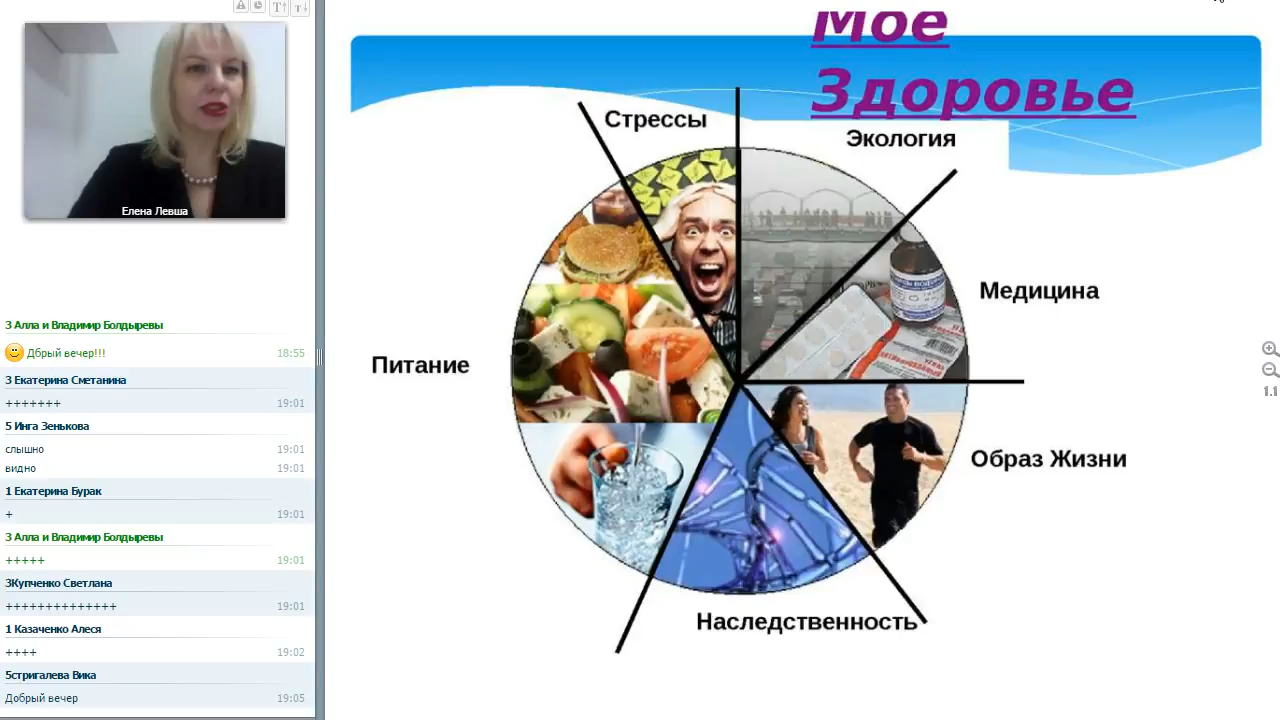 Елена Левша
3 Алла и Владимир Болдыревы
Дбрый вечер!!!
18:55
3 Екатерина Сметанина
+++++++
19:01
5 Инга Зенькова
слышно
19:01
видно
19:01
1 Екатерина Бурак
+
19:01
3 Алла и Владимир Болдыревы
+++++
19:01
3Купченко Светлана
++++++++++++++
19:01
1 Казаченко Алеся
++++
19:02
5стригалева Вика
Добрый вечер
19:05
Мое
Здоровье
Стрессы
Экология
Медицина
Питание
Образ Жизни
Наследственность
1.1